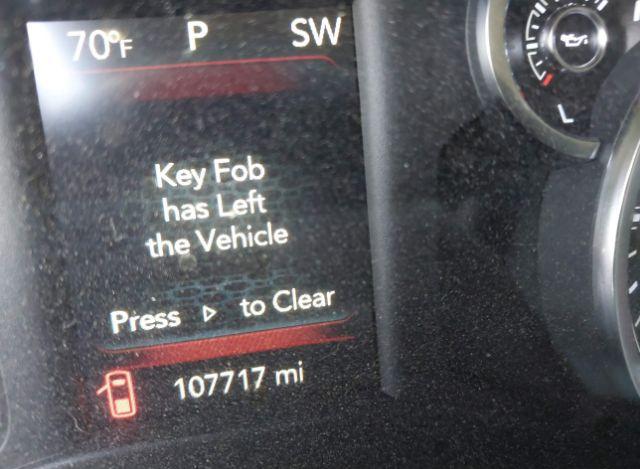 70°F P SW
Key Fob
has Left
the Vehicle
Press ▷ to Clear
107717 mi
L